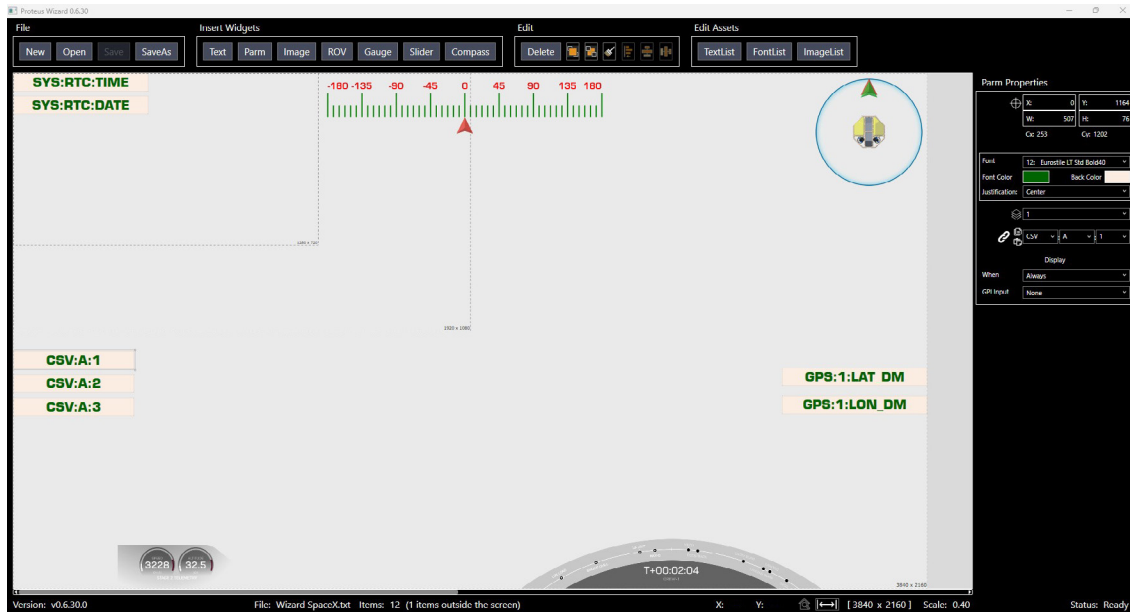 Proteus Wizard 0.6.30
File Insert Widgets Edit Edit Assets
New Open Save SaveAs Text Parm Image ROV Gauge Slider Compass Delete TextList FontList ImageList
SYS:RTC:TIME
SYS:RTC:DATE
-180 -135 -90 -45 0 45 90 135 180
1920 x 1080
CSV:A:1
CSV:A:2
CSV:A:3
GPS:1:LAT_DM
GPS:1:LON_DM
3228 32.5
T+00:02:04
3840 x 2160
Parm Properties
X: 0 Y: 1164
W: 507 H: 76
Cx: 253 Cy: 1202
Font 12: Eurostile LT Std Bold40
Font Color Back Color
Justification: Center
1
CSV : A : 1
Display
When Always
GPI Input None
Version: v0.6.30.0 File: Wizard SpaceX.txt Items: 12 (1 items outside the screen) X: Y: [ 3840 x 2160 ] Scale: 0.40 Status: Ready